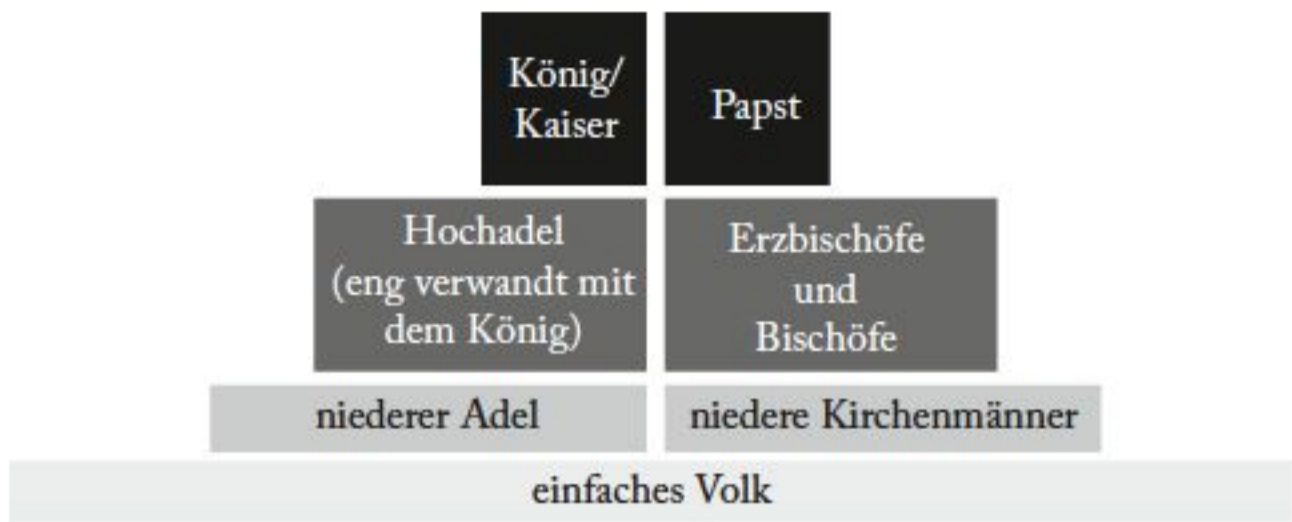 König/
Kaiser
Papst
Hochadel
(eng verwandt mit
dem König)
Erzbischöfe
und
Bischöfe
niederer Adel
niedere Kirchenmänner
einfaches Volk